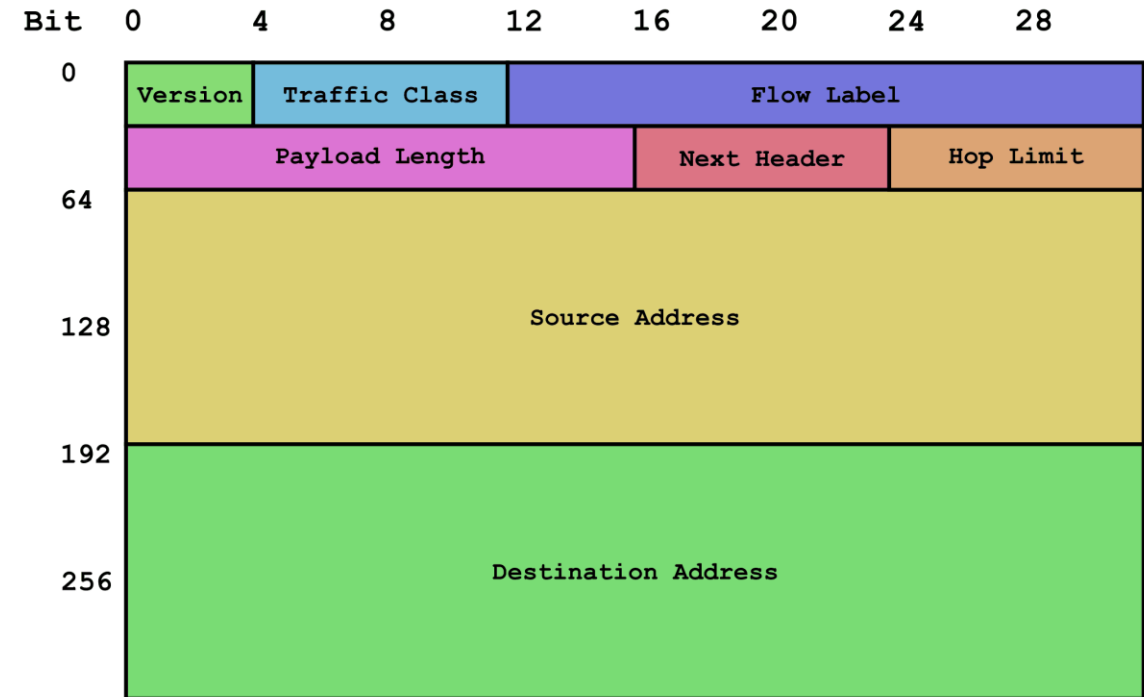 Bit 0 4 8 12 16 20 24 28
0 Version Traffic Class Flow Label
Payload Length Next Header Hop Limit
64
Source Address
128
192
Destination Address
256